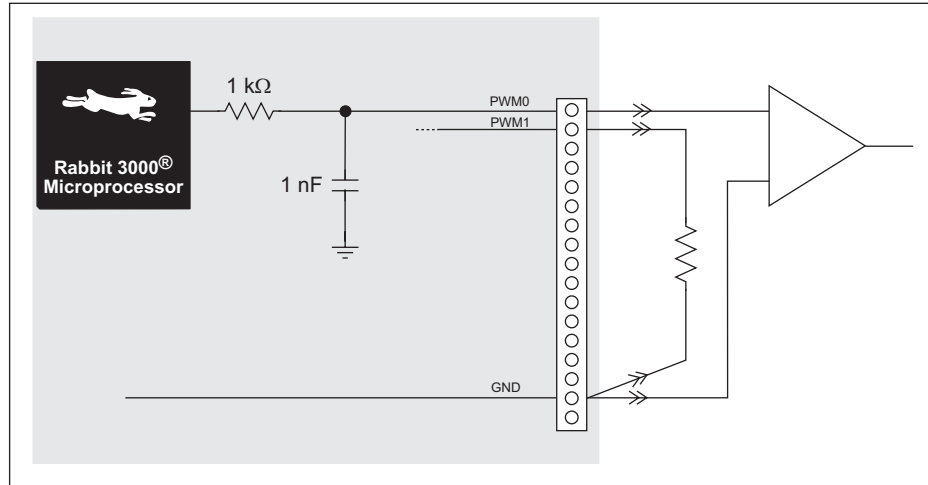 1 kΩ
PWM0
PWM1
Rabbit 3000®
Microprocessor
1 nF
GND